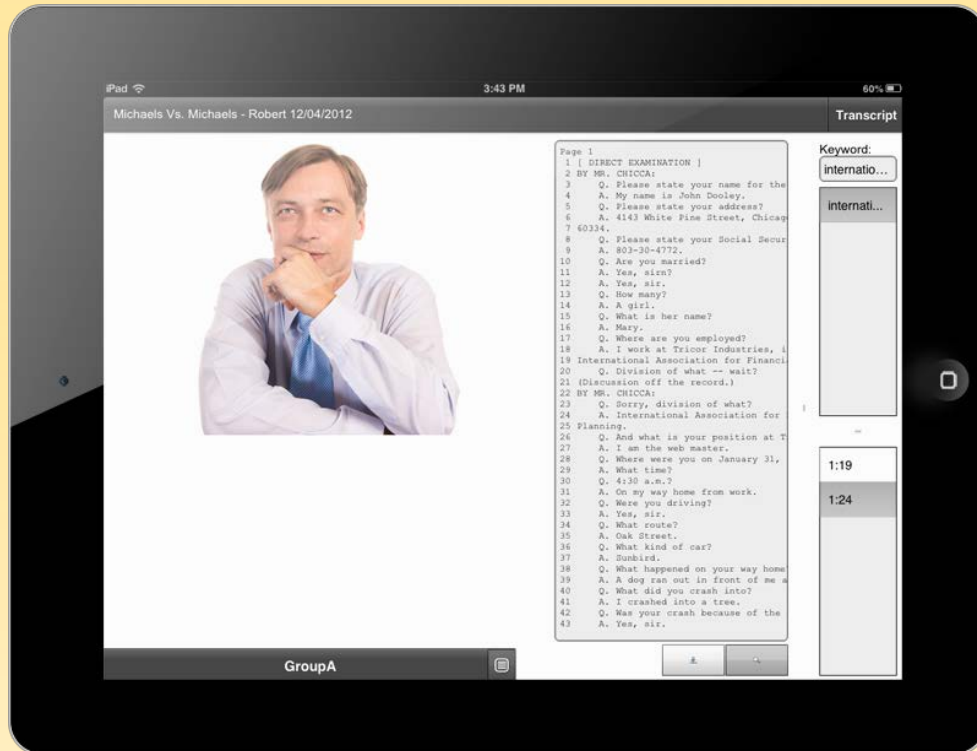 iPad 3:43 PM 60%
Michaels Vs. Michaels - Robert 12/04/2012 Transcript
Page 1
1 [ DIRECT EXAMINATION ]
2 BY MR. CHICCA:
3 Q. Please state your name for the
4 A. My name is John Dooley.
5 Q. Please state your address?
6 A. 4143 White Pine Street, Chicag
7 60334.
8 Q. Please state your Social Secur
9 A. 803-30-4772.
10 Q. Are you married?
11 A. Yes, sirn?
12 A. Yes, sir.
13 Q. How many?
14 A. A girl.
15 Q. What is her name?
16 A. Mary.
17 Q. Where are you employed?
18 A. I work at Tricor Industries, i
19 International Association for Financi
20 Q. Division of what -- wait?
21 (Discussion off the record.)
22 BY MR. CHICCA:
23 Q. Sorry, division of what?
24 A. International Association for
25 Planning.
26 Q. And what is your position at T
27 A. I am the web master.
28 Q. Where were you on January 31,
29 A. What time?
30 Q. 4:30 a.m.?
31 A. On my way home from work.
32 Q. Were you driving?
33 A. Yes, sir.
34 Q. What route?
35 A. Oak Street.
36 Q. What kind of car?
37 A. Sunbird.
38 Q. What happened on your way home
39 A. A dog ran out in front of me a
40 Q. What did you crash into?
41 A. I crashed into a tree.
42 Q. Was your crash because of the
43 A. Yes, sir.
Keyword:
internatio...
internati...
1:19
1:24
GroupA